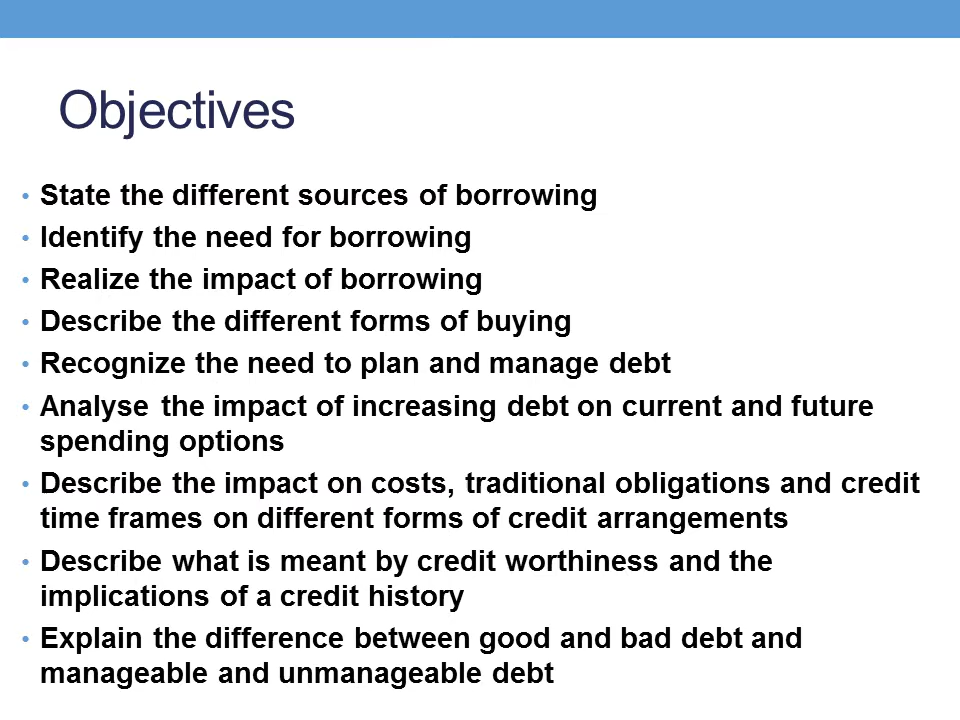 Objectives
• State the different sources of borrowing
• Identify the need for borrowing
• Realize the impact of borrowing
• Describe the different forms of buying
• Recognize the need to plan and manage debt
• Analyse the impact of increasing debt on current and future
spending options
• Describe the impact on costs, traditional obligations and credit
time frames on different forms of credit arrangements
• Describe what is meant by credit worthiness and the
implications of a credit history
• Explain the difference between good and bad debt and
manageable and unmanageable debt